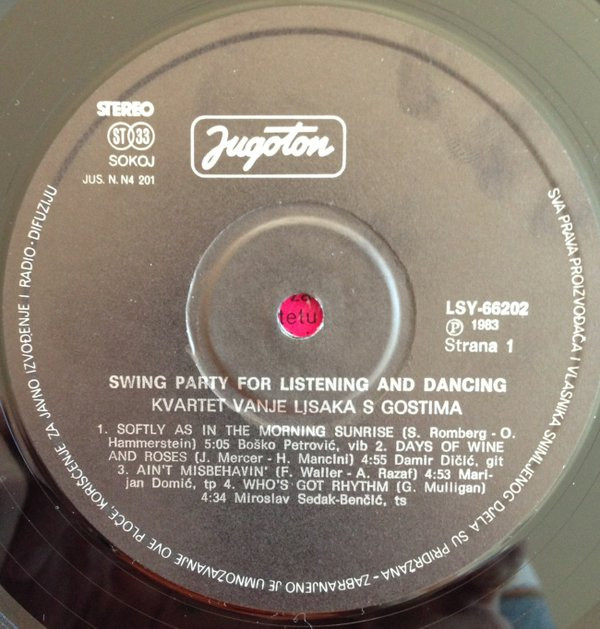 STEREO
ST 33
SOKOJ
JUS. N. N4 201
Jugoton
tetu
LSY-66202
℗ 1983
Strana 1
SWING PARTY FOR LISTENING AND DANCING
KVARTET VANJE LISAKA S GOSTIMA
1. SOFTLY AS IN THE MORNING SUNRISE (S. Romberg - O.
Hammerstein) 5:05 Boško Petrović, vib 2. DAYS OF WINE
AND ROSES (J. Mercer - H. Mancini) 4:55 Damir Dičić, git
3. AIN'T MISBEHAVIN' (F. Waller - A. Razaf) 4:53 Mari-
jan Domić, tp 4. WHO'S GOT RHYTHM (G. Mulligan)
4:34 Miroslav Sedak-Benčić, ts
SVA PRAVA PROIZVOĐAČA I VLASNIKA SNIMLJENOG DJELA SU PRIDRŽANA - ZABRANJENO JE UMNOŽAVANJE OVE PLOČE, KORIŠĆENJE ZA JAVNO IZVOĐENJE I RADIO-DIFUZIJU